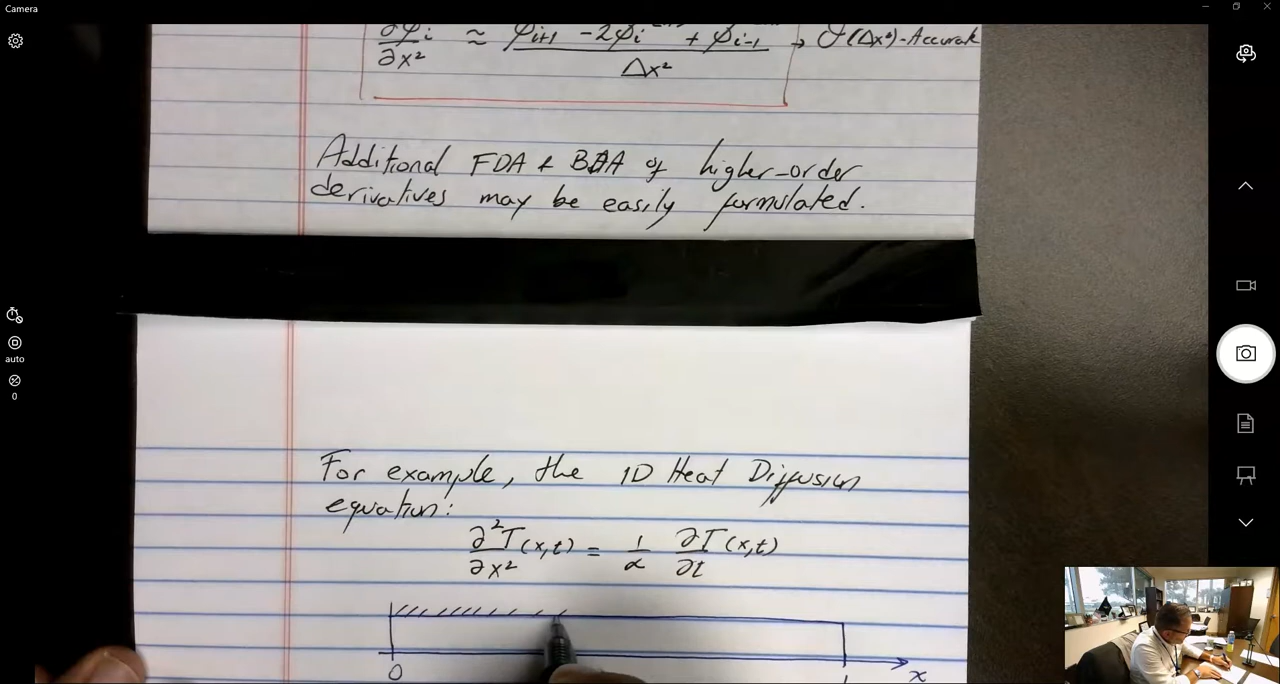 Camera
∂φi/∂x² ≈ φi+1 - 2φi + φi-1 / Δx² → O(Δx²)-Accurate
Additional FDA & BDA of higher-order
derivatives may be easily formulated.
auto
0
For example, the 1D Heat Diffusion
equation:
∂²T(x,t)/∂x² = 1/α ∂T(x,t)/∂t
0
x